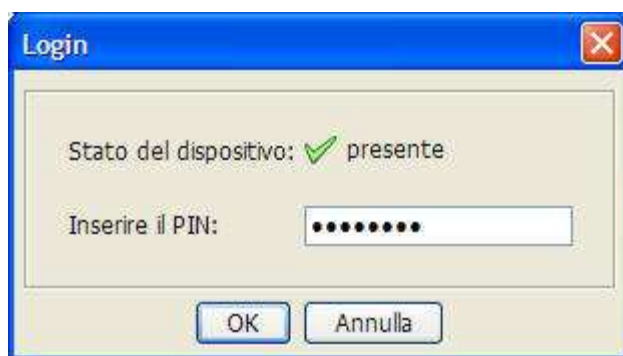 Login
Stato del dispositivo: presente
Inserire il PIN: ••••••••
OK Annulla